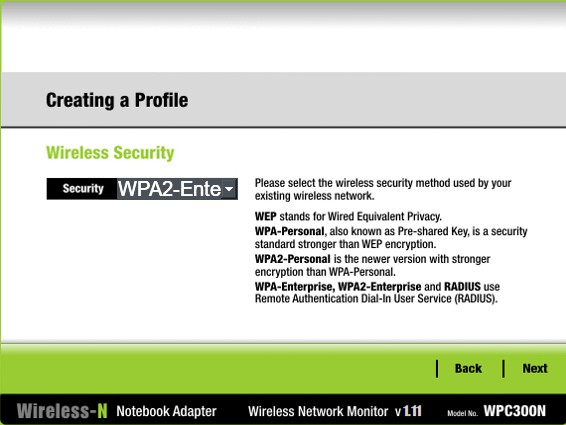 Creating a Profile
Wireless Security
Security
WPA2-Ente
Please select the wireless security method used by your
existing wireless network.
WEP stands for Wired Equivalent Privacy.
WPA-Personal, also known as Pre-shared Key, is a security
standard stronger than WEP encryption.
WPA2-Personal is the newer version with stronger
encryption than WPA-Personal.
WPA-Enterprise, WPA2-Enterprise and RADIUS use
Remote Authentication Dial-In User Service (RADIUS).
Back
Next
Wireless-N Notebook Adapter Wireless Network Monitor v1.11 Model No. WPC300N